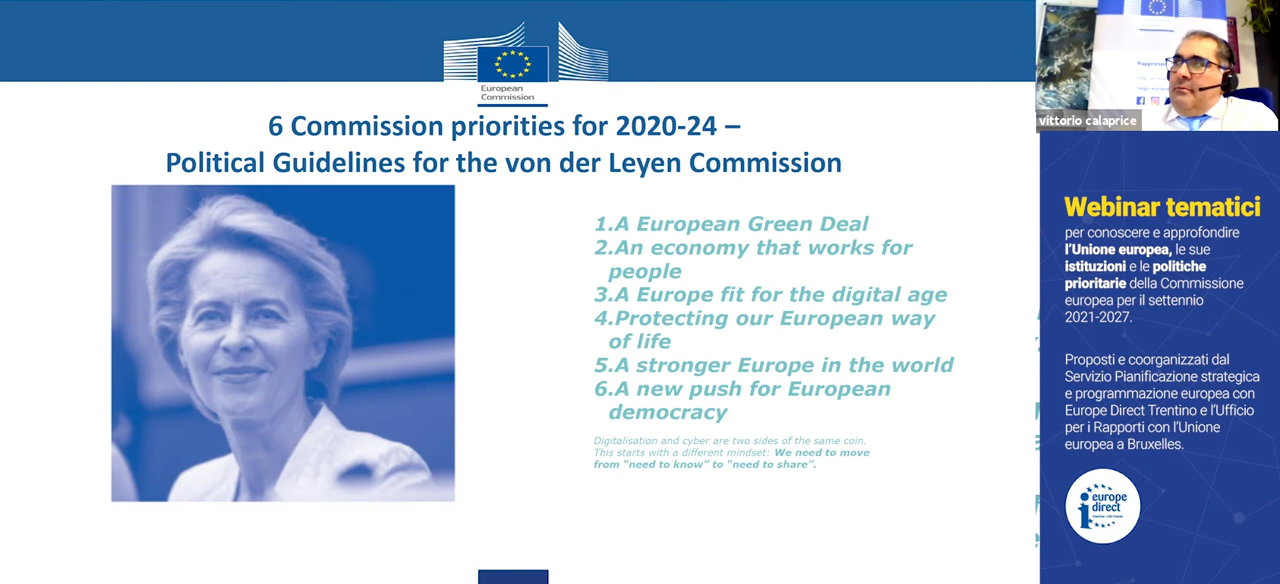 European
Commission
6 Commission priorities for 2020-24 –
Political Guidelines for the von der Leyen Commission
1.A European Green Deal
2.An economy that works for
people
3.A Europe fit for the digital age
4.Protecting our European way
of life
5.A stronger Europe in the world
6.A new push for European
democracy
Digitalisation and cyber are two sides of the same coin.
This starts with a different mindset: We need to move
from “need to know” to “need to share”.
vittorio calaprice
Webinar tematici
per conoscere e approfondire
l’Unione europea, le sue
istituzioni e le politiche
prioritarie della Commissione
europea per il settennio
2021-2027.
Proposti e coorganizzati dal
Servizio Pianificazione strategica
e programmazione europea con
Europe Direct Trentino e l’Ufficio
per i Rapporti con l’Unione
europea a Bruxelles.
europe
direct